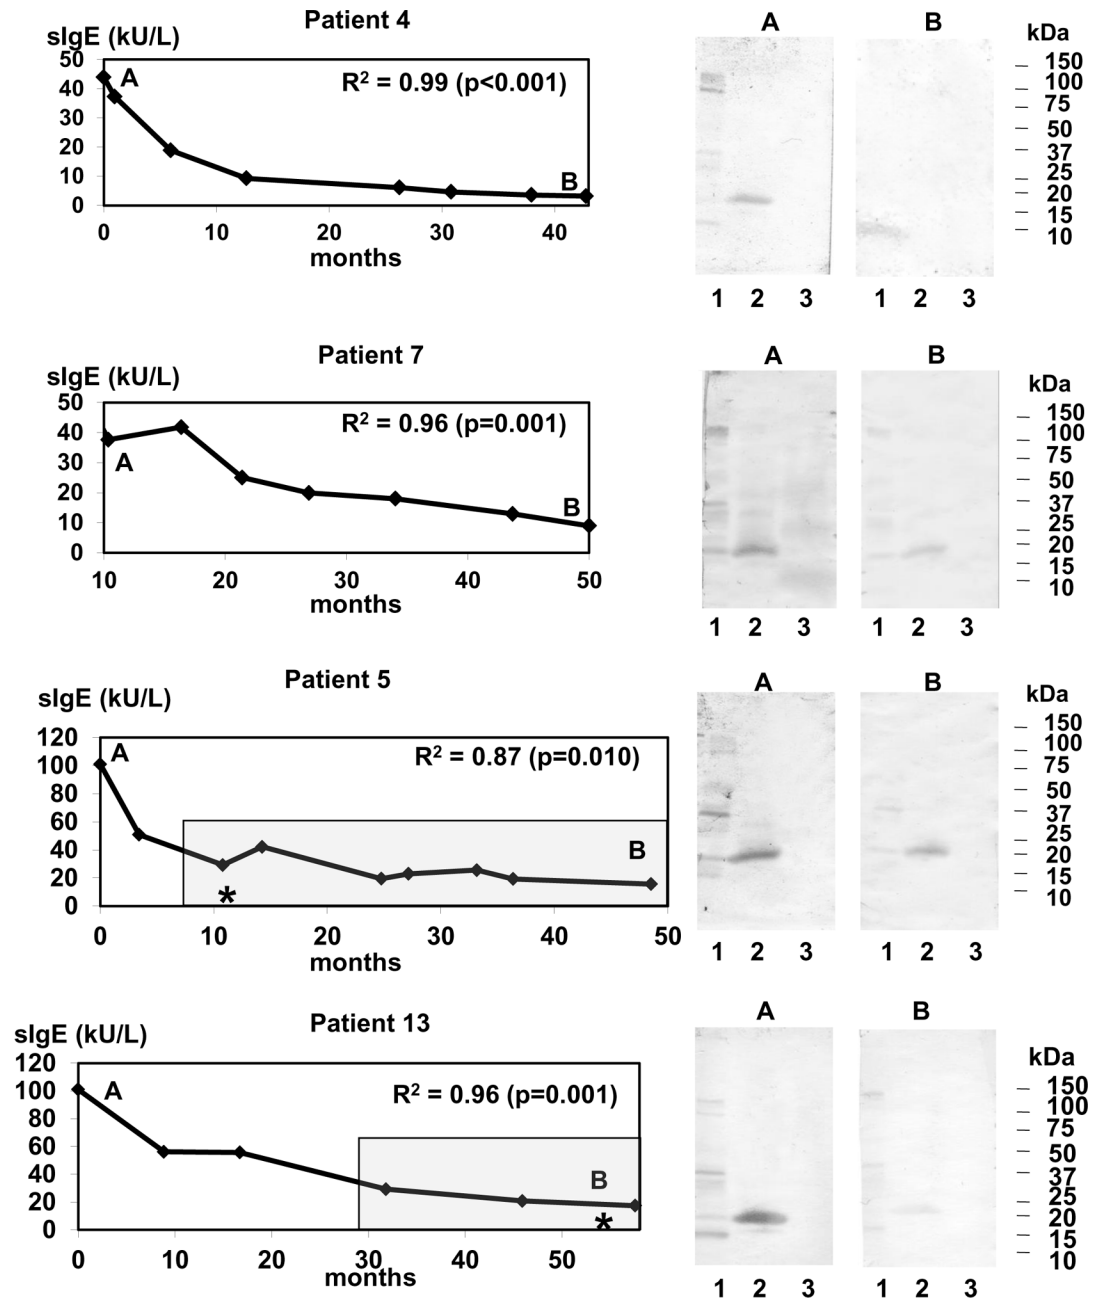 Patient 4
A
B
kDa
sIgE (kU/L)
50
40
30
20
10
0
A
R² = 0.99 (p<0.001)
B
0 10 20 30 40
months
150
100
75
50
37
25
20
15
10
1 2 3
1 2 3
Patient 7
A
B
kDa
sIgE (kU/L)
50
40
30
20
10
0
R² = 0.96 (p=0.001)
A
B
10 20 30 40 50
months
150
100
75
50
37
25
20
15
10
1 2 3
1 2 3
Patient 5
A
B
kDa
sIgE (kU/L)
120
100
80
60
40
20
0
A
R² = 0.87 (p=0.010)
B
*
0 10 20 30 40 50
months
150
100
75
50
37
25
20
15
10
1 2 3
1 2 3
Patient 13
A
B
kDa
sIgE (kU/L)
120
100
80
60
40
20
0
A
R² = 0.96 (p=0.001)
B
*
0 10 20 30 40 50
months
150
100
75
50
37
25
20
15
10
1 2 3
1 2 3